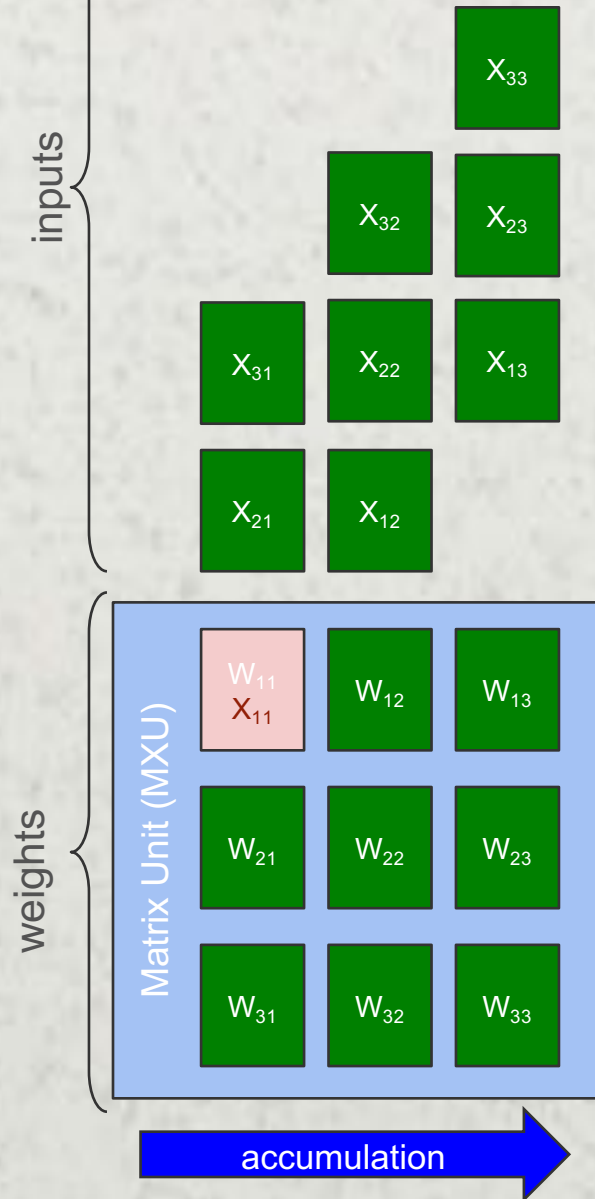 inputs
X₃₃
X₃₂ X₂₃
X₃₁ X₂₂ X₁₃
X₂₁ X₁₂
weights
Matrix Unit (MXU)
W₁₁ W₁₂ W₁₃
X₁₁
W₂₁ W₂₂ W₂₃
W₃₁ W₃₂ W₃₃
accumulation